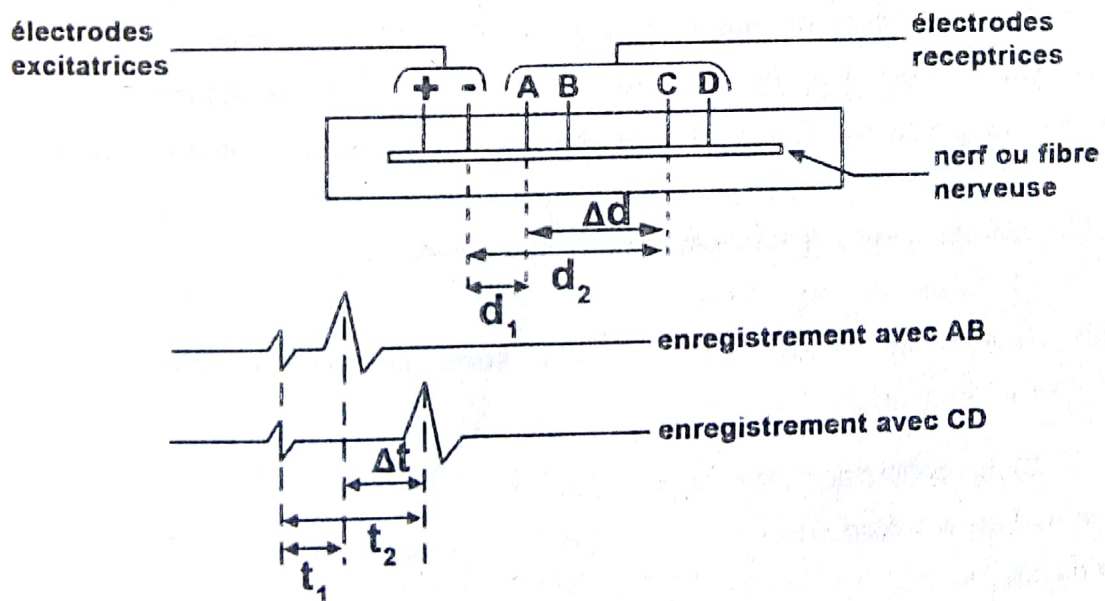 électrodes
excitatrices
électrodes
receptrices
+ - A B C D
nerf ou fibre
nerveuse
Δd
d₂
d₁
enregistrement avec AB
enregistrement avec CD
Δt
t₂
t₁